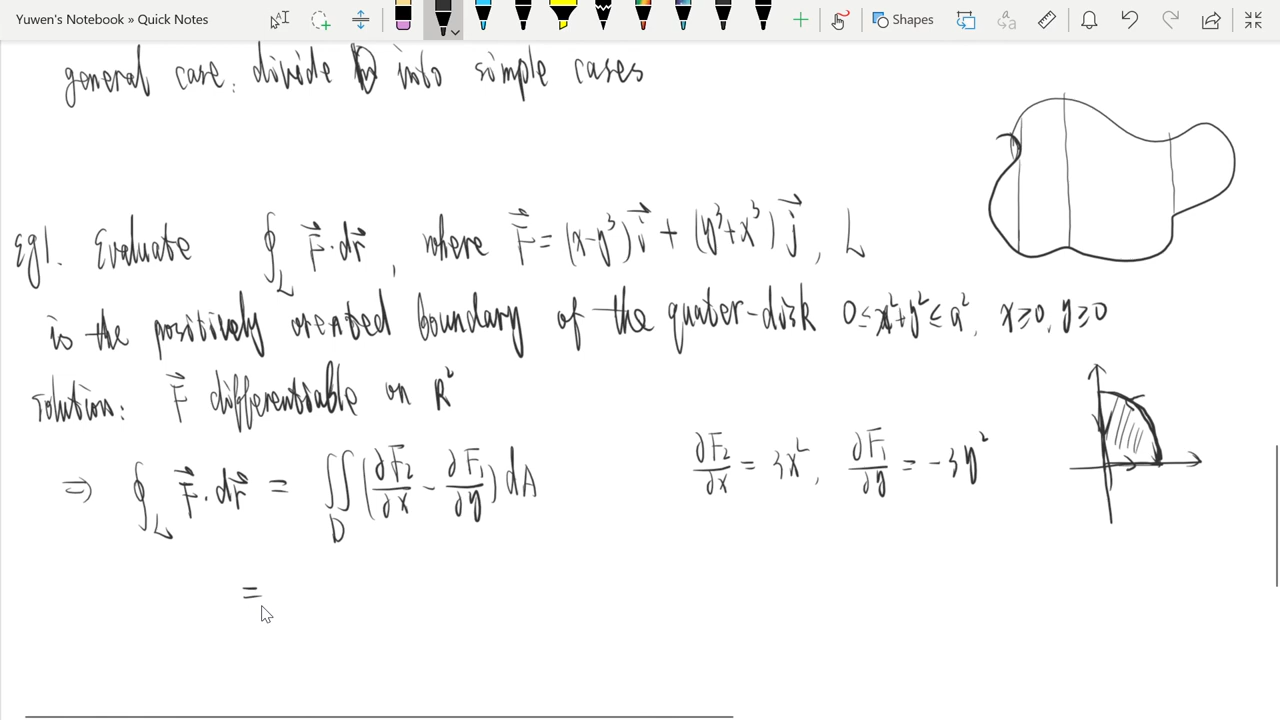 Yuwen's Notebook » Quick Notes
Shapes
general case: divide D into simple cases
Eg1. Evaluate ∮_L F⃗·dr⃗, where F⃗ = (x-y³)i⃗ + (y³+x³)j⃗, L
is the positively oriented boundary of the quater-disk 0≤x²+y²≤a², x≥0, y≥0
solution: F⃗ differentiable on R²
⇒ ∮_L F⃗·dr⃗ = ∬_D (∂F₂/∂x - ∂F₁/∂y) dA
∂F₂/∂x = 3x², ∂F₁/∂y = -3y²
=